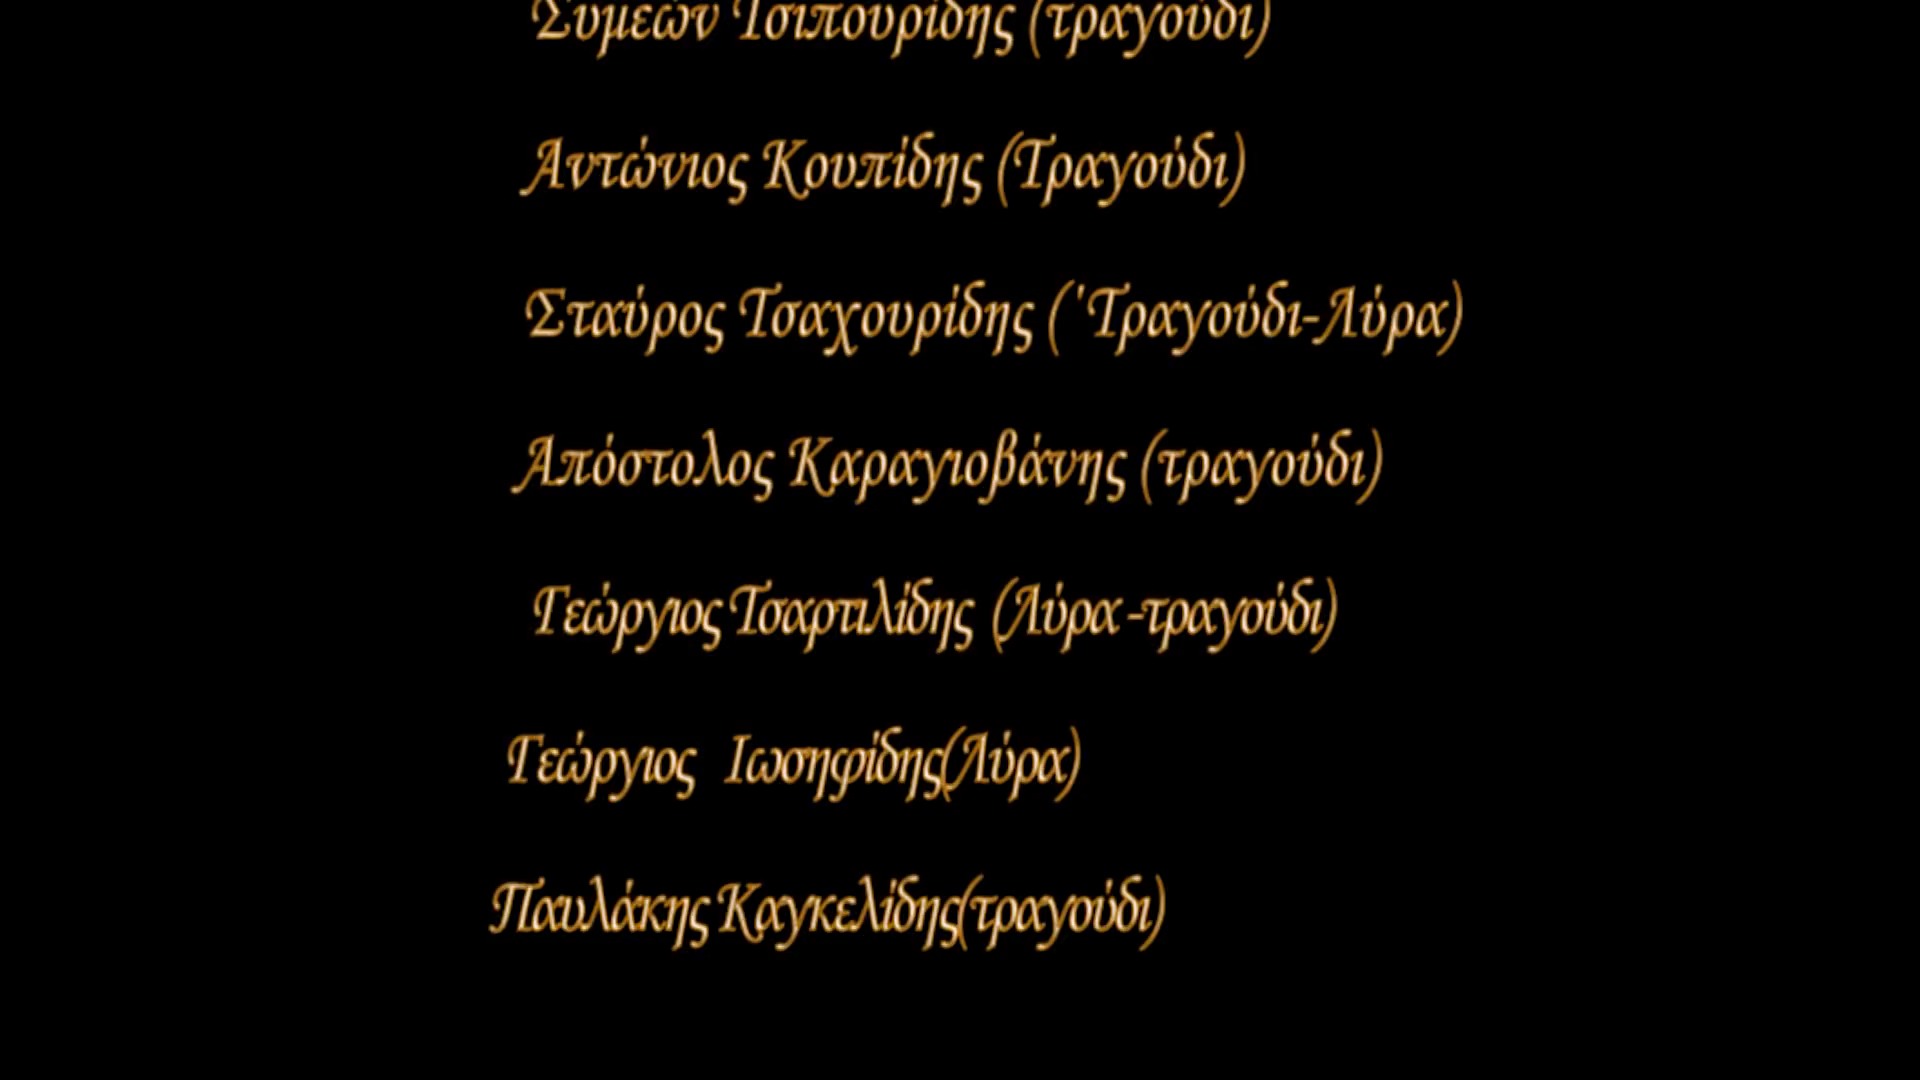 Συμεών Τσιπουρίδης (τραγούδι)
Αντώνιος Κουπίδης (Τραγούδι)
Σταύρος Τσαχουρίδης (΄Τραγούδι-Λύρα)
Απόστολος Καραγιοβάνης (τραγούδι)
Γεώργιος Τσαρτιλίδης (Λύρα -τραγούδι)
Γεώργιος Ιωσηφίδης(Λύρα)
Παυλάκης Καγκελίδης(τραγούδι)